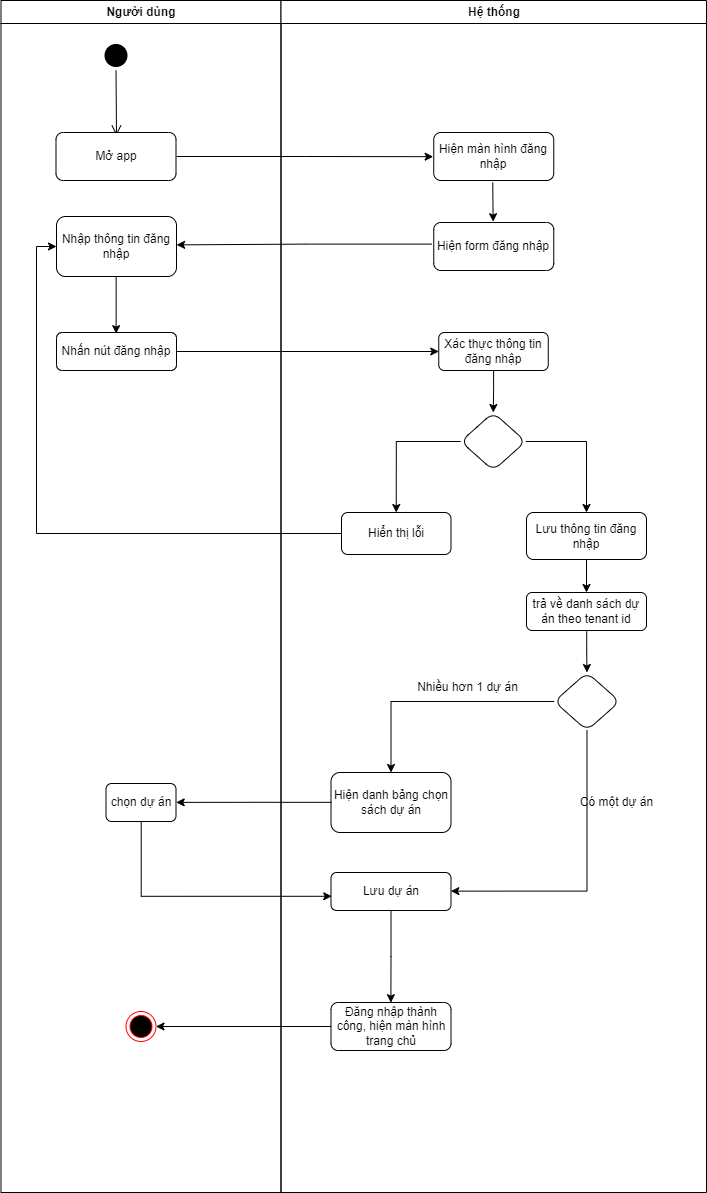 Người dùng
Hệ thống
Mở app
Hiện màn hình đăng
nhập
Nhập thông tin đăng
nhập
Hiện form đăng nhập
Nhấn nút đăng nhập
Xác thực thông tin
đăng nhập
Hiển thị lỗi
Lưu thông tin đăng
nhập
trả về danh sách dự
án theo tenant id
Nhiều hơn 1 dự án
chọn dự án
Hiện danh bảng chọn
sách dự án
Có một dự án
Lưu dự án
Đăng nhập thành
công, hiện màn hình
trang chủ